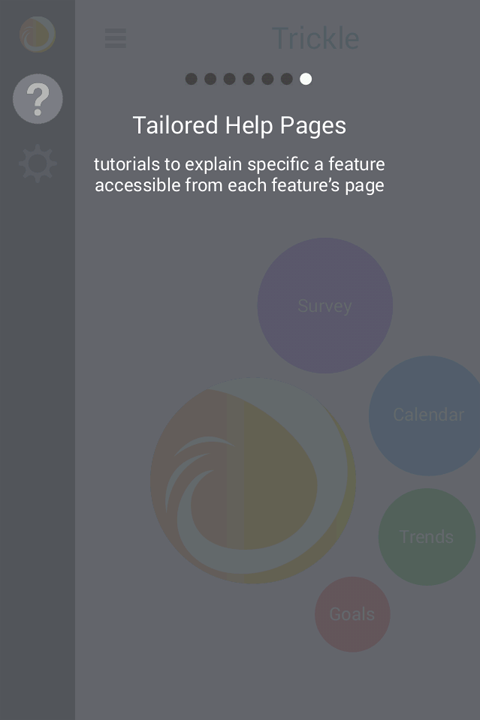 Trickle
?
Tailored Help Pages
tutorials to explain specific a feature
accessible from each feature's page
Survey
Calendar
Trends
Goals